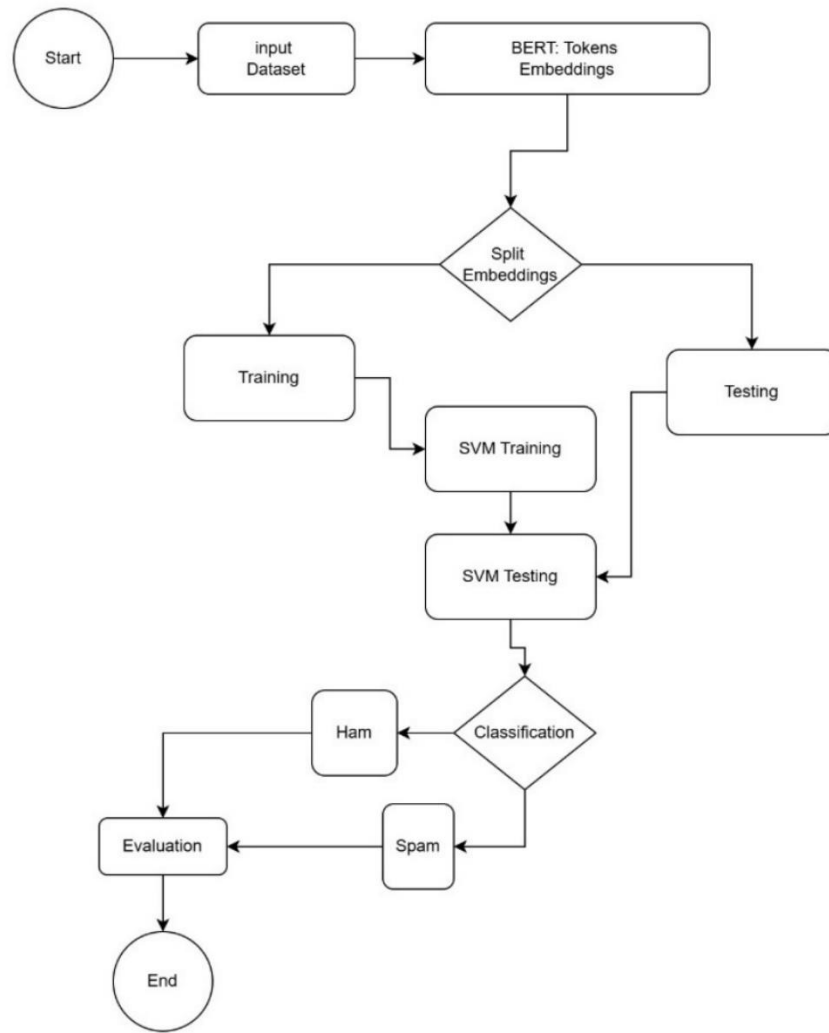 Start
input
Dataset
BERT: Tokens
Embeddings
Split
Embeddings
Training
Testing
SVM Training
SVM Testing
Classification
Ham
Spam
Evaluation
End